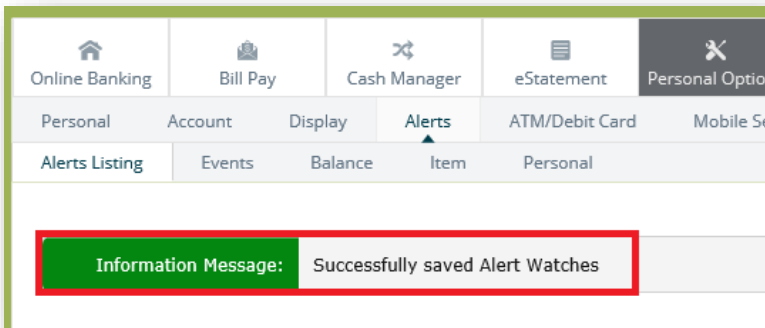 Online Banking Bill Pay Cash Manager eStatement Personal Optio
Personal Account Display Alerts ATM/Debit Card Mobile Se
Alerts Listing Events Balance Item Personal
Information Message: Successfully saved Alert Watches